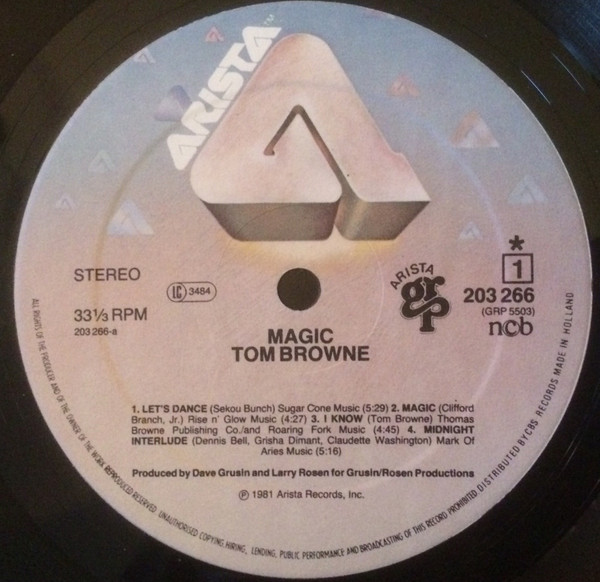 ARISTA™
STEREO
LC 3484
33⅓ RPM
203 266-a
ARISTA
grp
*
1
203 266
(GRP 5503)
ncb
MAGIC
TOM BROWNE
1. LET'S DANCE (Sekou Bunch) Sugar Cone Music (5:29) 2. MAGIC (Clifford
Branch, Jr.) Rise n' Glow Music (4:27) 3. I KNOW (Tom Browne) Thomas
Browne Publishing Co./and Roaring Fork Music (4:45) 4. MIDNIGHT
INTERLUDE (Dennis Bell, Grisha Dimant, Claudette Washington) Mark Of
Aries Music (5:16)
Produced by Dave Grusin and Larry Rosen for Grusin/Rosen Productions
℗ 1981 Arista Records, Inc.
ALL RIGHTS OF THE PRODUCER AND OF THE OWNER OF THE WORK REPRODUCED RESERVED. UNAUTHORISED COPYING, HIRING, LENDING, PUBLIC PERFORMANCE AND BROADCASTING OF THIS RECORD PROHIBITED DISTRIBUTED BY CBS RECORDS MADE IN HOLLAND